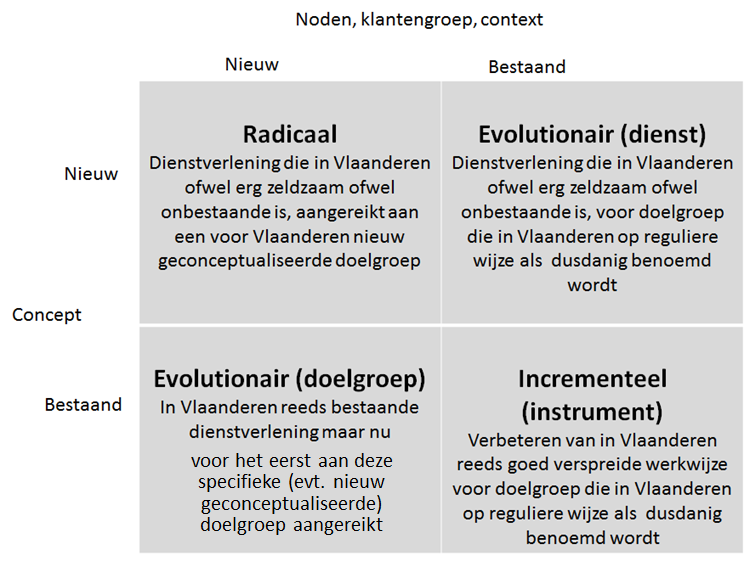 Noden, klantengroep, context
Nieuw
Bestaand
Nieuw
Radicaal
Dienstverlening die in Vlaanderen
ofwel erg zeldzaam ofwel
onbestaande is, aangereikt aan
een voor Vlaanderen nieuw
geconceptualiseerde doelgroep
Evolutionair (dienst)
Dienstverlening die in Vlaanderen
ofwel erg zeldzaam ofwel
onbestaande is, voor doelgroep
die in Vlaanderen op reguliere
wijze als dusdanig benoemd
wordt
Concept
Bestaand
Evolutionair (doelgroep)
In Vlaanderen reeds bestaande
dienstverlening maar nu
voor het eerst aan deze
specifieke (evt. nieuw
geconceptualiseerde)
doelgroep aangereikt
Incrementeel
(instrument)
Verbeteren van in Vlaanderen
reeds goed verspreide werkwijze
voor doelgroep die in Vlaanderen
op reguliere wijze als dusdanig
benoemd wordt